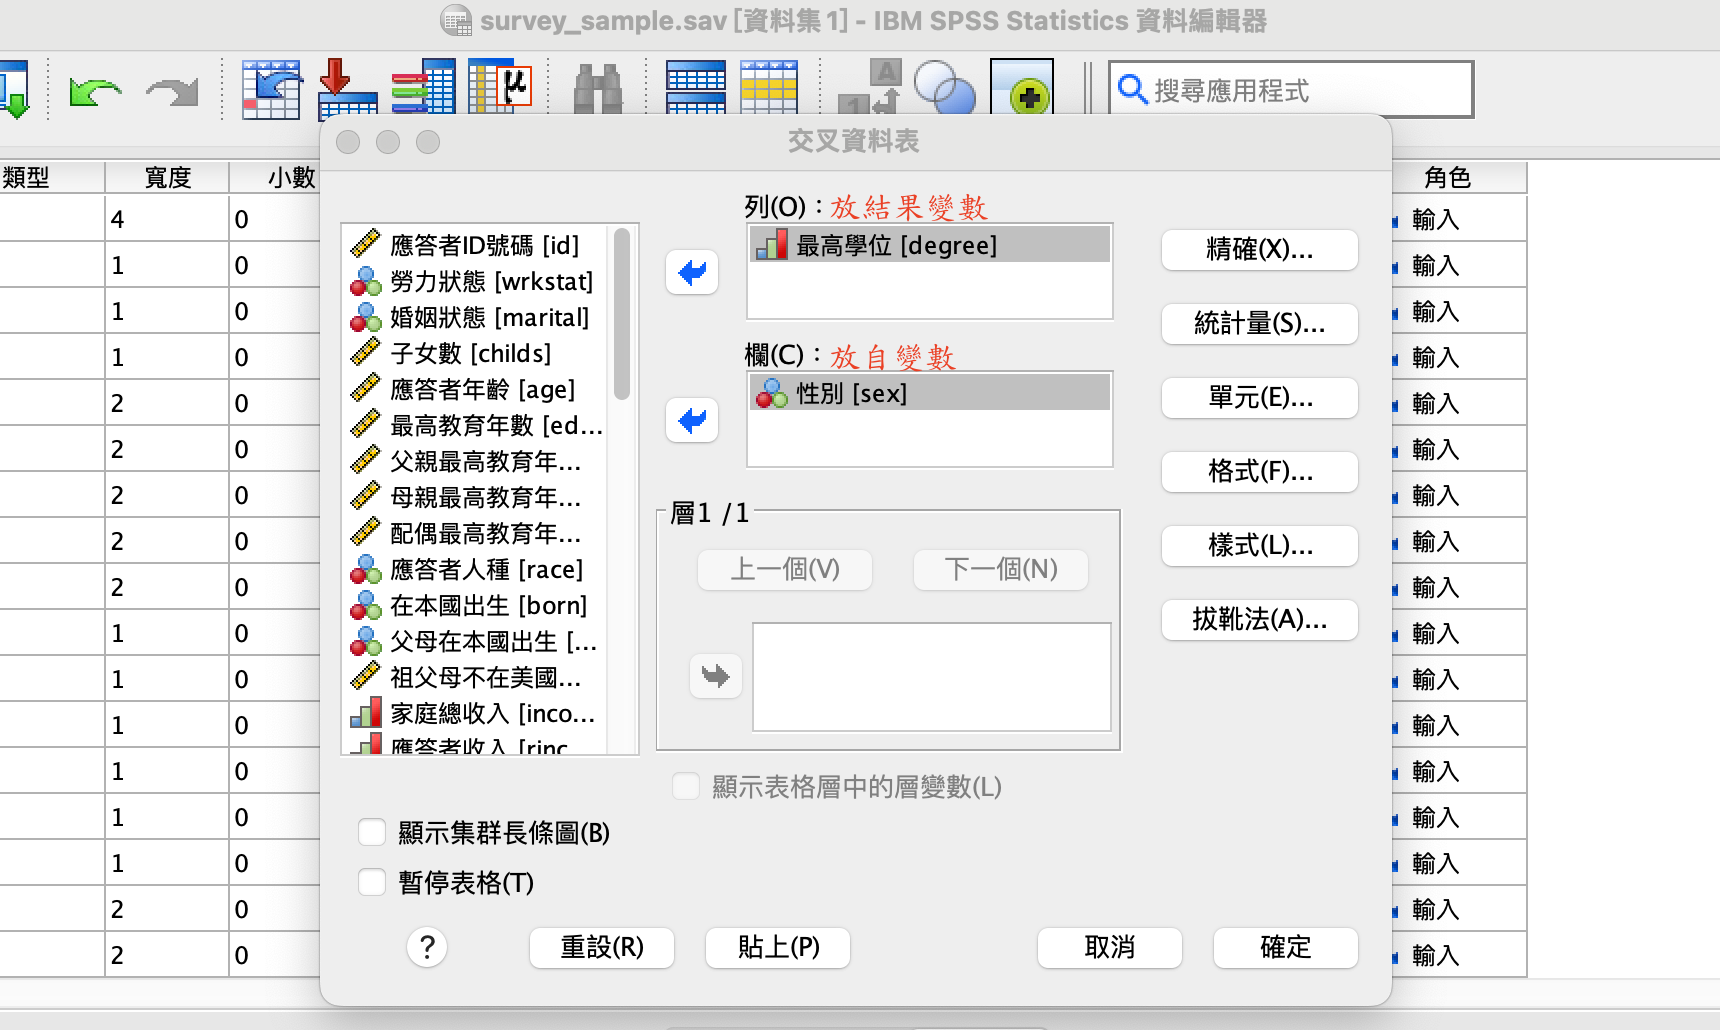 survey_sample.sav [資料集 1] - IBM SPSS Statistics 資料編輯器
搜尋應用程式
類型 寬度 小數 角色
4 0 輸入
1 0 輸入
1 0 輸入
1 0 輸入
2 0 輸入
2 0 輸入
2 0 輸入
2 0 輸入
2 0 輸入
1 0 輸入
1 0 輸入
1 0 輸入
1 0 輸入
1 0 輸入
1 0 輸入
2 0 輸入
2 0 輸入
交叉資料表
應答者ID號碼 [id]
勞力狀態 [wrkstat]
婚姻狀態 [marital]
子女數 [childs]
應答者年齡 [age]
最高教育年數 [ed...
父親最高教育年...
母親最高教育年...
配偶最高教育年...
應答者人種 [race]
在本國出生 [born]
父母在本國出生 [...
祖父母不在美國...
家庭總收入 [inco...
應答者收入 [rinc
列(O)：放結果變數
最高學位 [degree]
欄(C)：放自變數
性別 [sex]
層1 /1
上一個(V) 下一個(N)
顯示表格層中的層變數(L)
精確(X)...
統計量(S)...
單元(E)...
格式(F)...
樣式(L)...
拔靴法(A)...
顯示集群長條圖(B)
暫停表格(T)
? 重設(R) 貼上(P) 取消 確定